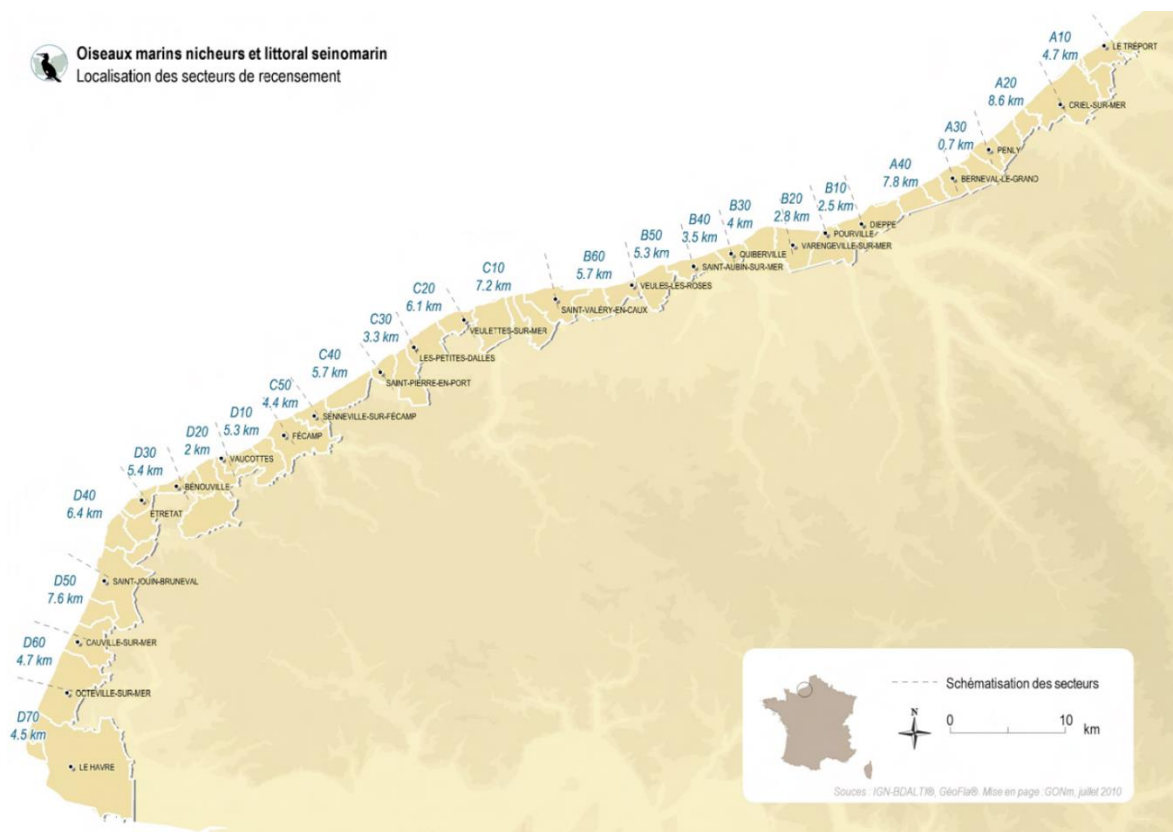 Oiseaux marins nicheurs et littoral seinomarin
Localisation des secteurs de recensement
A10
4.7 km
LE TRÉPORT
A20
8.6 km
CRIEL-SUR-MER
A30
0.7 km
PENLY
A40
7.8 km
BERNEVAL-LE-GRAND
B10
2.5 km
DIEPPE
B20
2.8 km
POURVILLE
VARENGEVILLE-SUR-MER
B30
4 km
QUIBERVILLE
B40
3.5 km
SAINT-AUBIN-SUR-MER
B50
5.3 km
VEULES-LES-ROSES
B60
5.7 km
SAINT-VALÉRY-EN-CAUX
C10
7.2 km
VEULETTES-SUR-MER
C20
6.1 km
LES-PETITES-DALLES
C30
3.3 km
SAINT-PIERRE-EN-PORT
C40
5.7 km
SENNEVILLE-SUR-FÉCAMP
C50
4.4 km
FÉCAMP
D10
5.3 km
VAUCOTTES
D20
2 km
BÉNOUVILLE
D30
5.4 km
ETRETAT
D40
6.4 km
SAINT-JOUIN-BRUNEVAL
D50
7.6 km
CAUVILLE-SUR-MER
D60
4.7 km
OCTEVILLE-SUR-MER
D70
4.5 km
LE HAVRE
Schématisation des secteurs
N
0 10
km
Souces : IGN-BDALTI®, GéoFla®. Mise en page : GONm, juillet 2010